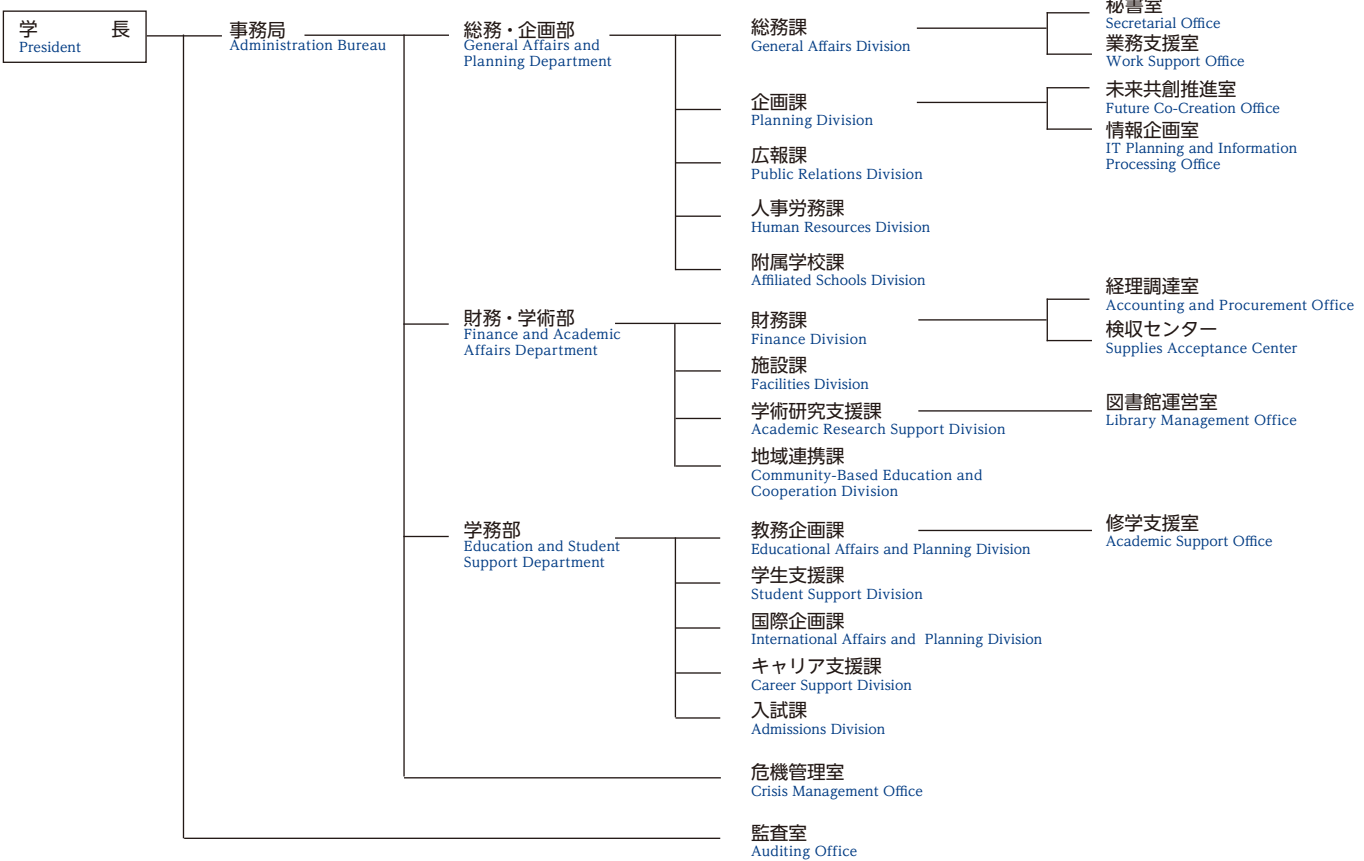 学 長
President
事務局
Administration Bureau
総務・企画部
General Affairs and
Planning Department
総務課
General Affairs Division
秘書室
Secretarial Office
業務支援室
Work Support Office
企画課
Planning Division
未来共創推進室
Future Co-Creation Office
情報企画室
IT Planning and Information
Processing Office
広報課
Public Relations Division
人事労務課
Human Resources Division
附属学校課
Affiliated Schools Division
財務・学術部
Finance and Academic
Affairs Department
財務課
Finance Division
経理調達室
Accounting and Procurement Office
検収センター
Supplies Acceptance Center
施設課
Facilities Division
学術研究支援課
Academic Research Support Division
図書館運営室
Library Management Office
地域連携課
Community-Based Education and
Cooperation Division
学務部
Education and Student
Support Department
教務企画課
Educational Affairs and Planning Division
修学支援室
Academic Support Office
学生支援課
Student Support Division
国際企画課
International Affairs and Planning Division
キャリア支援課
Career Support Division
入試課
Admissions Division
危機管理室
Crisis Management Office
監査室
Auditing Office